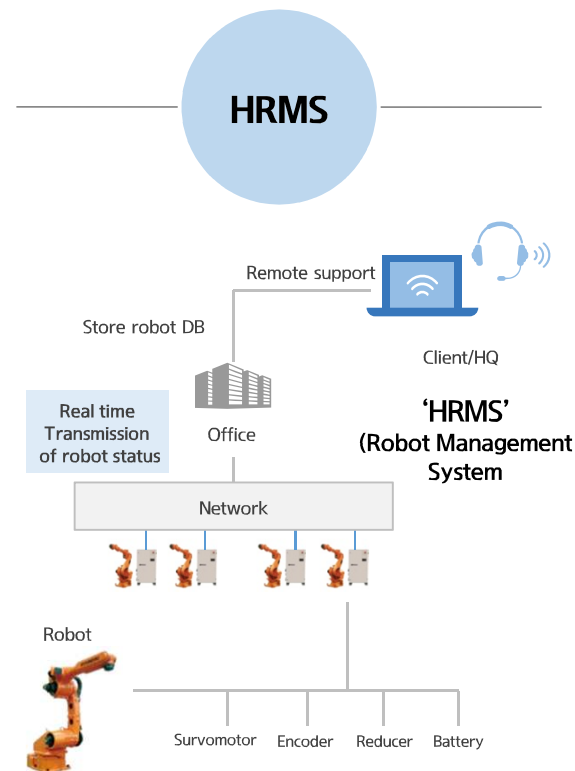 HRMS
Remote support
Store robot DB
Client/HQ
Real time
Transmission
of robot status
Office
‘HRMS’
(Robot Management
System
Network
Robot
Survomotor
Encoder
Reducer
Battery